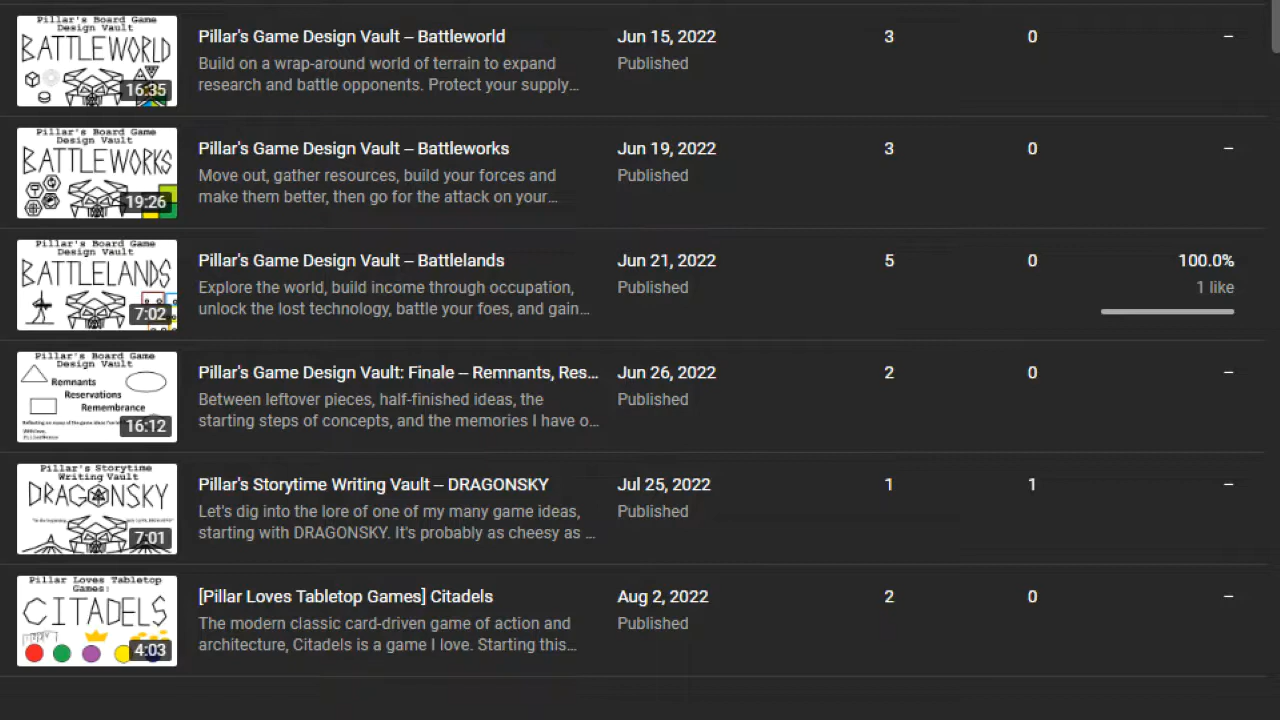 Pillar's Board Game
Design Vault
BATTLEWORLD
16:35
Pillar's Game Design Vault – Battleworld
Build on a wrap-around world of terrain to expand
research and battle opponents. Protect your supply...
Jun 15, 2022
Published
3
0
–
Pillar's Board Game
Design Vault
BATTLEWORKS
19:26
Pillar's Game Design Vault – Battleworks
Move out, gather resources, build your forces and
make them better, then go for the attack on your...
Jun 19, 2022
Published
3
0
–
Pillar's Board Game
Design Vault
BATTLELANDS
7:02
Pillar's Game Design Vault – Battlelands
Explore the world, build income through occupation,
unlock the lost technology, battle your foes, and gain...
Jun 21, 2022
Published
5
0
100.0%
1 like
Pillar's Board Game
Design Vault
Remnants
Reservations
Remembrance
16:12
Pillar's Game Design Vault: Finale – Remnants, Res...
Between leftover pieces, half-finished ideas, the
starting steps of concepts, and the memories I have o...
Jun 26, 2022
Published
2
0
–
Pillar's Storytime
Writing Vault
DRAGONSKY
7:01
Pillar's Storytime Writing Vault – DRAGONSKY
Let's dig into the lore of one of my many game ideas,
starting with DRAGONSKY. It's probably as cheesy as ...
Jul 25, 2022
Published
1
1
–
Pillar Loves Tabletop
Games:
CITADELS
4:03
[Pillar Loves Tabletop Games] Citadels
The modern classic card-driven game of action and
architecture, Citadels is a game I love. Starting this...
Aug 2, 2022
Published
2
0
–